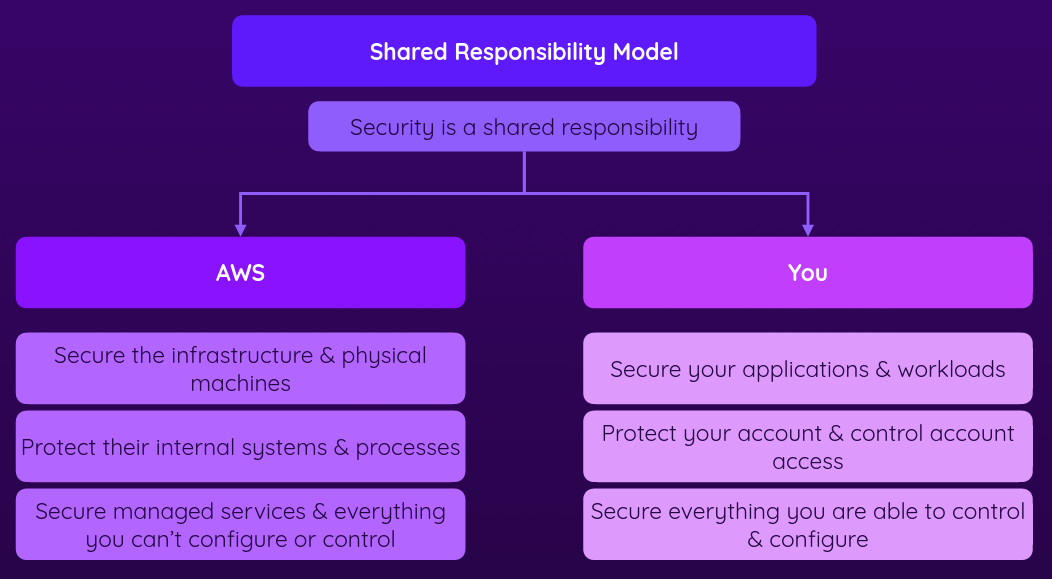 Shared Responsibility Model
Security is a shared responsibility
AWS
Secure the infrastructure & physical
machines
Protect their internal systems & processes
Secure managed services & everything
you can’t configure or control
You
Secure your applications & workloads
Protect your account & control account
access
Secure everything you are able to control
& configure